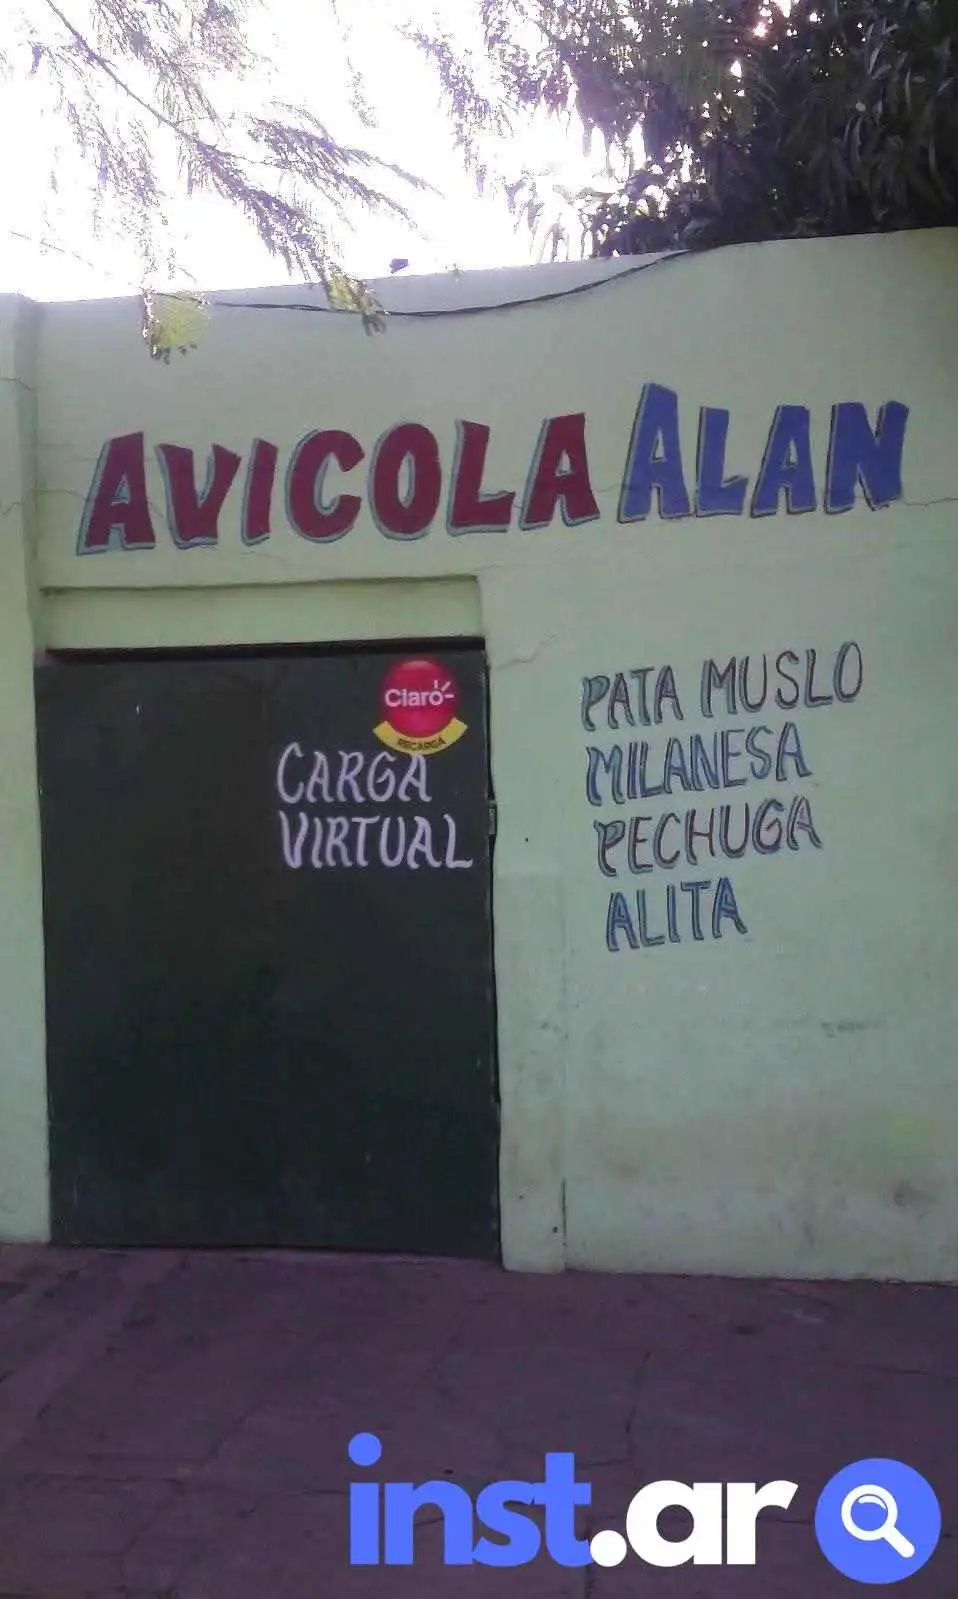 AVICOLA ALAN
Claro
RECARGA
CARGA
VIRTUAL
PATA MUSLO
MILANESA
PECHUGA
ALITA
inst.ar